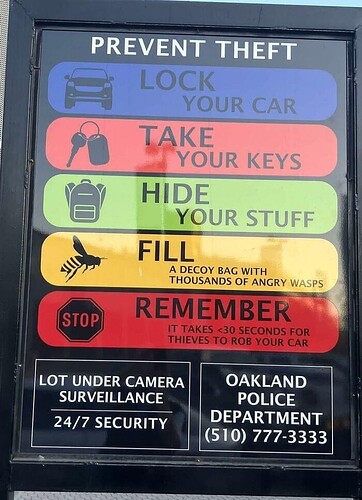 PREVENT THEFT
LOCK
YOUR CAR
TAKE
YOUR KEYS
HIDE
YOUR STUFF
FILL
A DECOY BAG WITH
THOUSANDS OF ANGRY WASPS
STOP
REMEMBER
IT TAKES <30 SECONDS FOR
THIEVES TO ROB YOUR CAR
LOT UNDER CAMERA
SURVEILLANCE
24/7 SECURITY
OAKLAND
POLICE
DEPARTMENT
(510) 777-3333